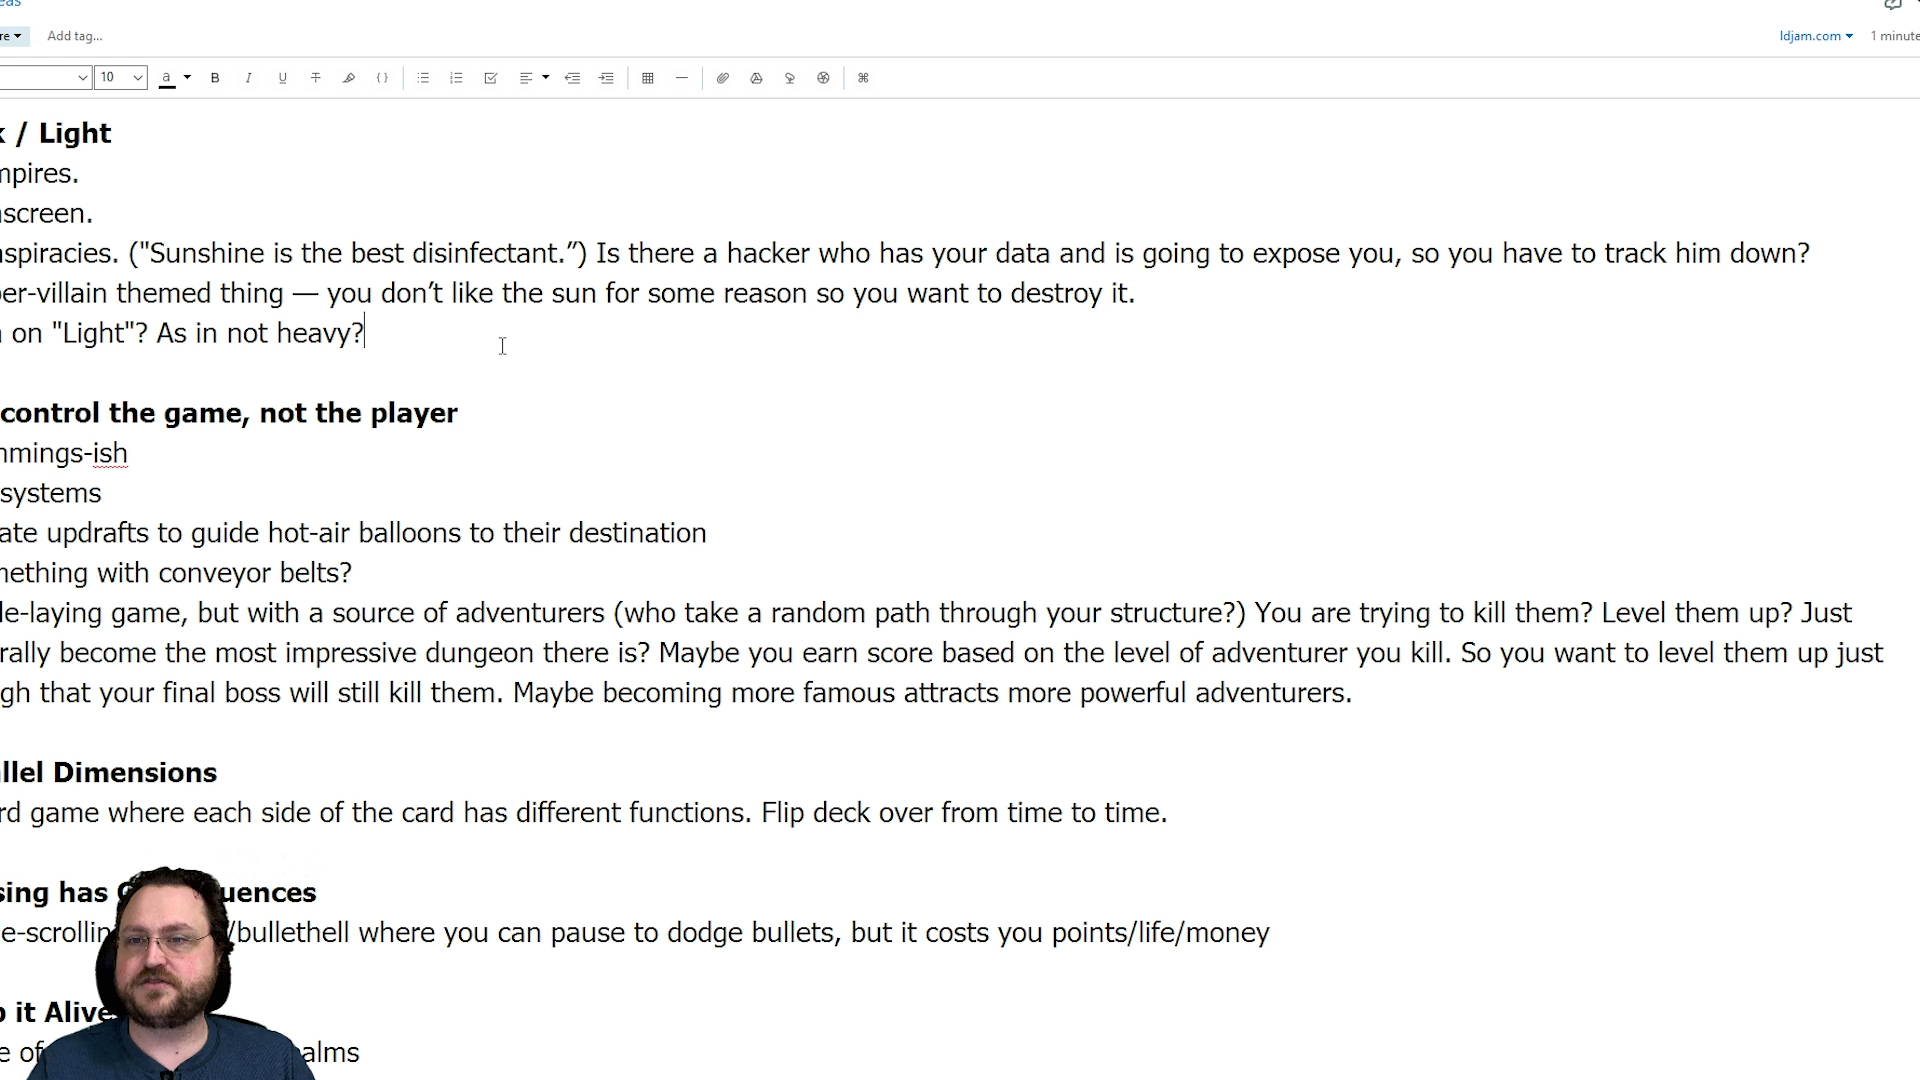 eas
re Add tag... ldjam.com 1 minute
10 a B I U T { }
k / Light
mpires.
nscreen.
nspiracies. ("Sunshine is the best disinfectant.”) Is there a hacker who has your data and is going to expose you, so you have to track him down?
per-villain themed thing — you don’t like the sun for some reason so you want to destroy it.
n on "Light"? As in not heavy?
control the game, not the player
mmings-ish
systems
ate updrafts to guide hot-air balloons to their destination
mething with conveyor belts?
le-laying game, but with a source of adventurers (who take a random path through your structure?) You are trying to kill them? Level them up? Just
rally become the most impressive dungeon there is? Maybe you earn score based on the level of adventurer you kill. So you want to level them up just
gh that your final boss will still kill them. Maybe becoming more famous attracts more powerful adventurers.
allel Dimensions
rd game where each side of the card has different functions. Flip deck over from time to time.
sing has uences
e-scrollin /bullethell where you can pause to dodge bullets, but it costs you points/life/money
p it Alive
e of alms